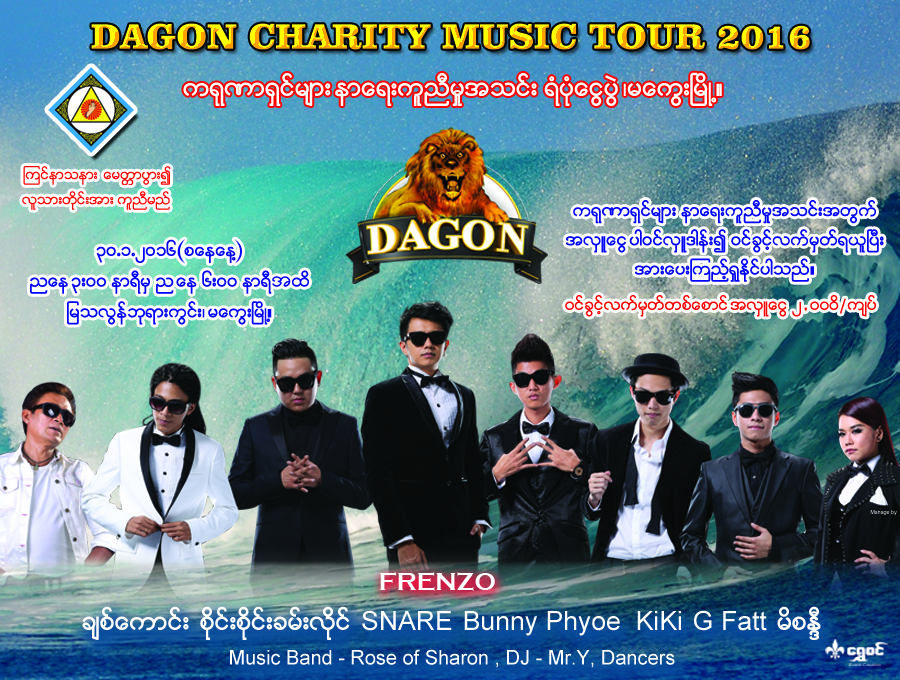 DAGON CHARITY MUSIC TOUR 2016
ကရုဏာရှင်များ နာရေးကူညီမှုအသင်း ရံပုံငွေပွဲ ၊မကွေးမြို့။
ကြင်နာသနား မေတ္တာပွား၍
လူသားတိုင်းအား ကူညီမည်
DAGON
ကရုဏာရှင်များ နာရေးကူညီမှုအသင်းအတွက်
အလှူငွေ ပါဝင်လှူဒါန်း၍ ဝင်ခွင့်လက်မှတ်ရယူပြီး
အားပေးကြည့်ရှုနိုင်ပါသည်။
ဝင်ခွင့်လက်မှတ်တစ်စောင် အလှူငွေ ၂.၀၀၀ိ/ကျပ်
၃၀.၁.၂၀၁၆(စနေနေ့)
ညနေ ၃း၀၀ နာရီမှ ညနေ ၆း၀၀ နာရီအထိ
မြသလွန်ဘုရားကွင်း၊ မကွေးမြို့။
Manage by
FRENZO
ချစ်ကောင်း စိုင်းစိုင်းခမ်းလှိုင် SNARE Bunny Phyoe KiKi G Fatt မိစန္ဒီ
Music Band - Rose of Sharon , DJ - Mr.Y, Dancers
ရွှေဝင်